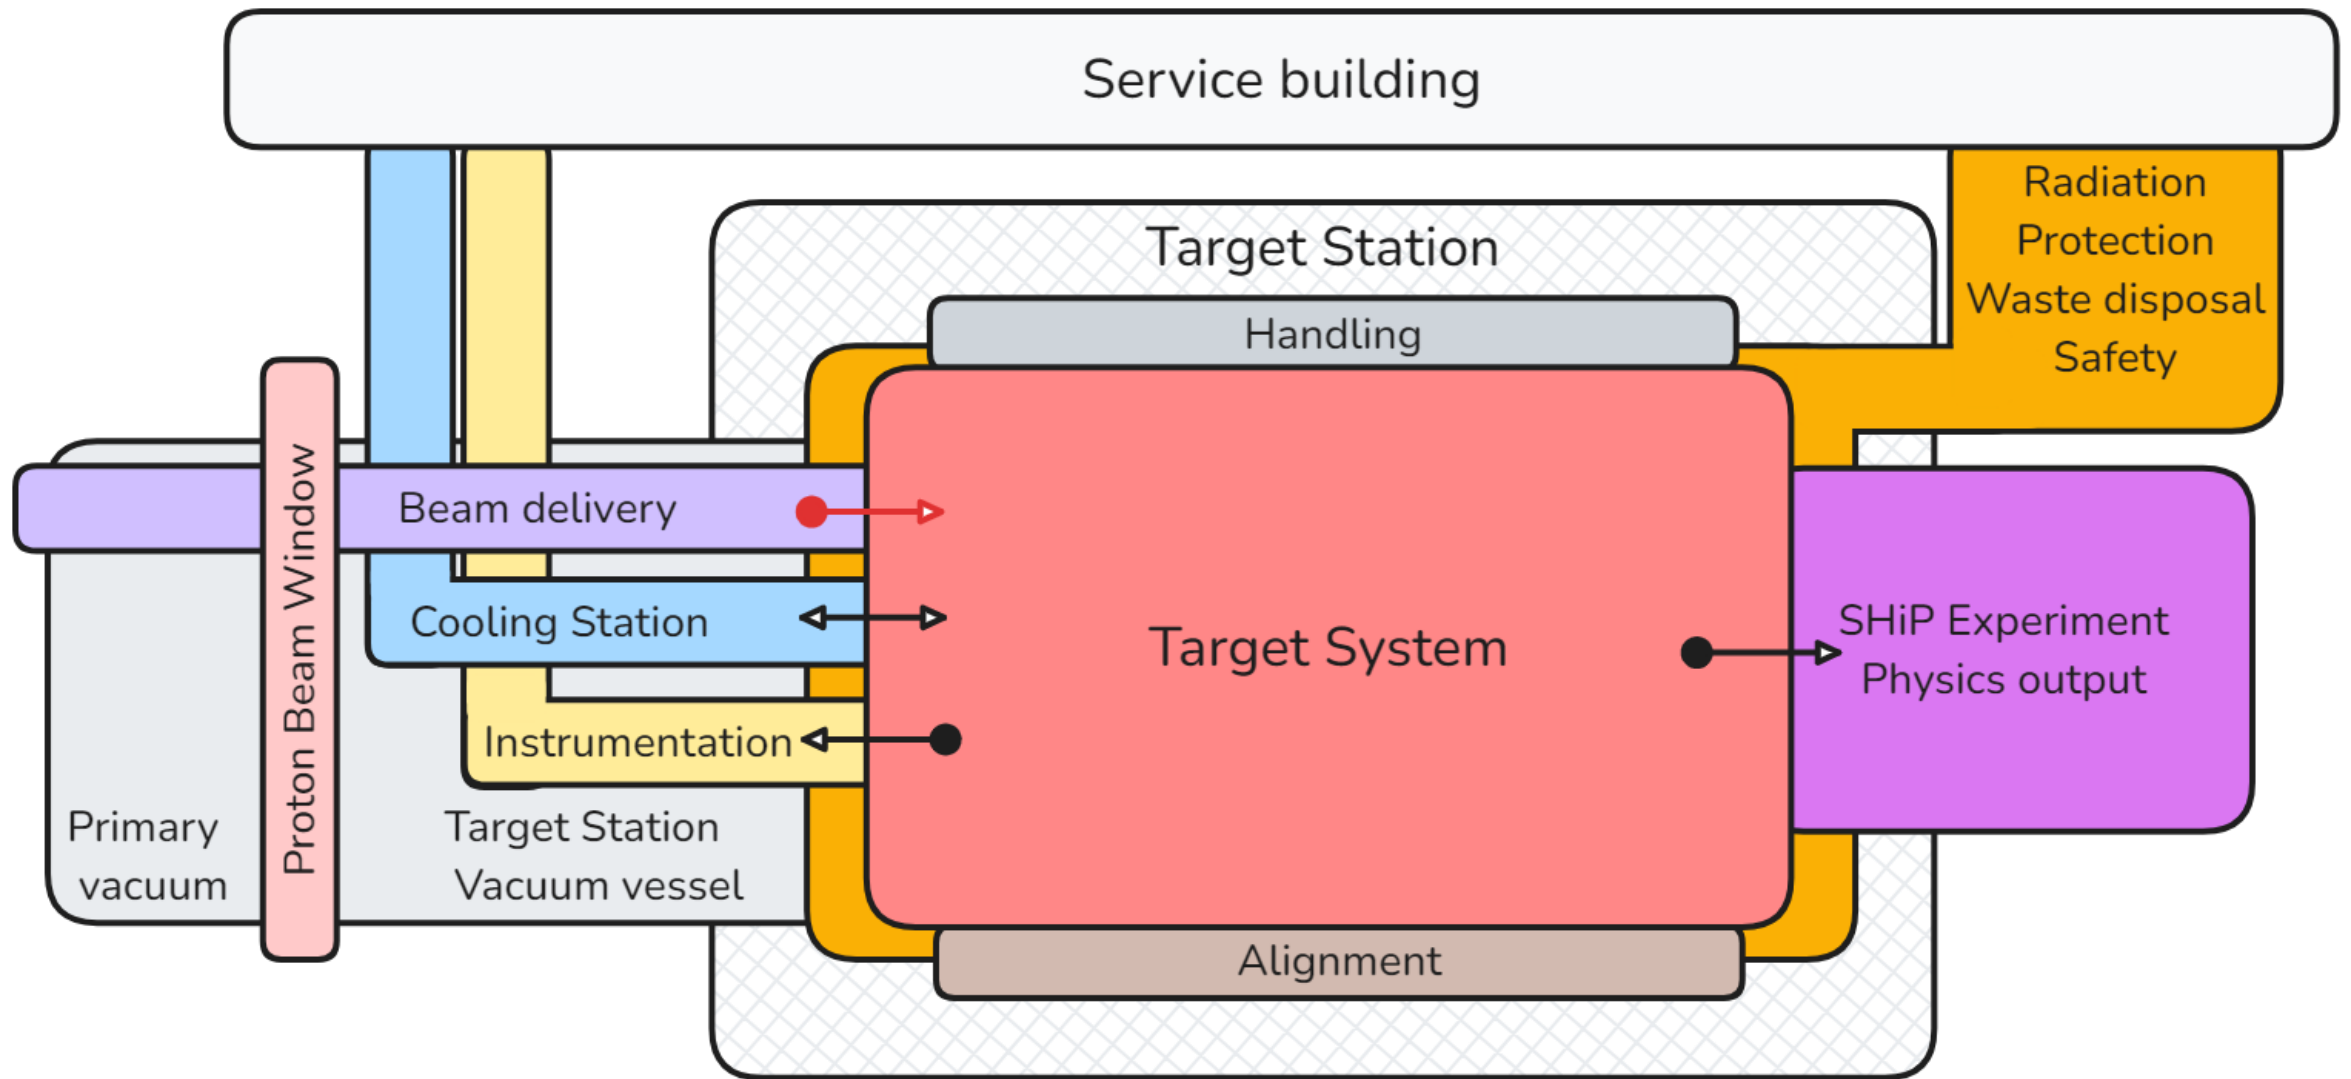 Service building
Radiation
Protection
Waste disposal
Safety
Target Station
Handling
Proton Beam Window
Beam delivery
Cooling Station
Target System
SHiP Experiment
Physics output
Instrumentation
Primary
vacuum
Target Station
Vacuum vessel
Alignment